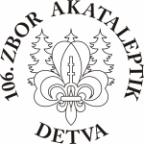 106. ZBOR AKATALEPTIK
DETVA